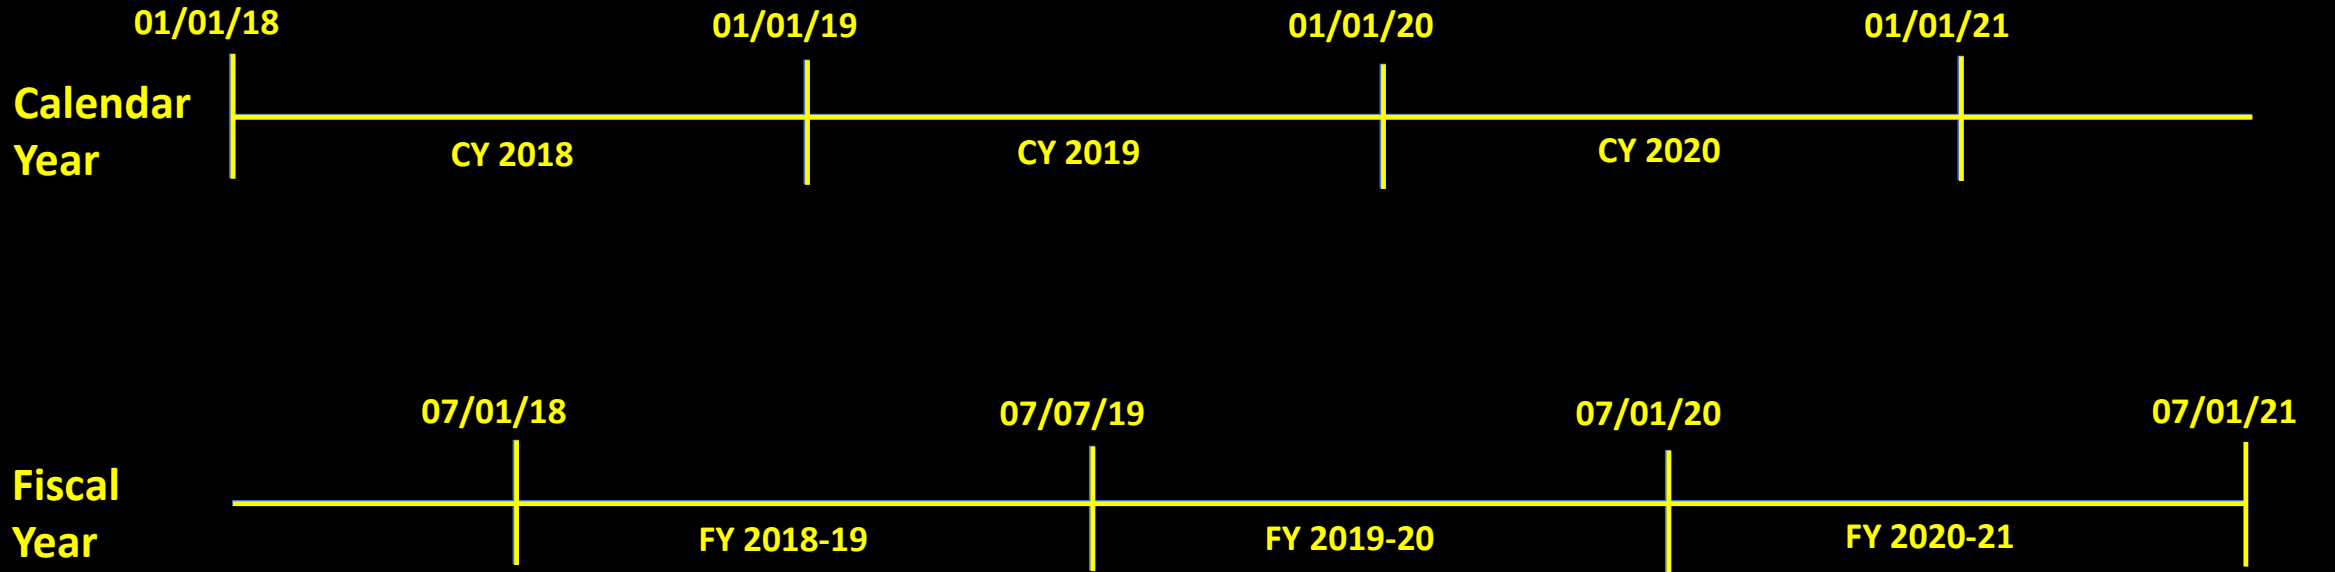 01/01/18 01/01/19 01/01/20 01/01/21
Calendar
Year
CY 2018 CY 2019 CY 2020
07/01/18 07/07/19 07/01/20 07/01/21
Fiscal
Year
FY 2018-19 FY 2019-20 FY 2020-21